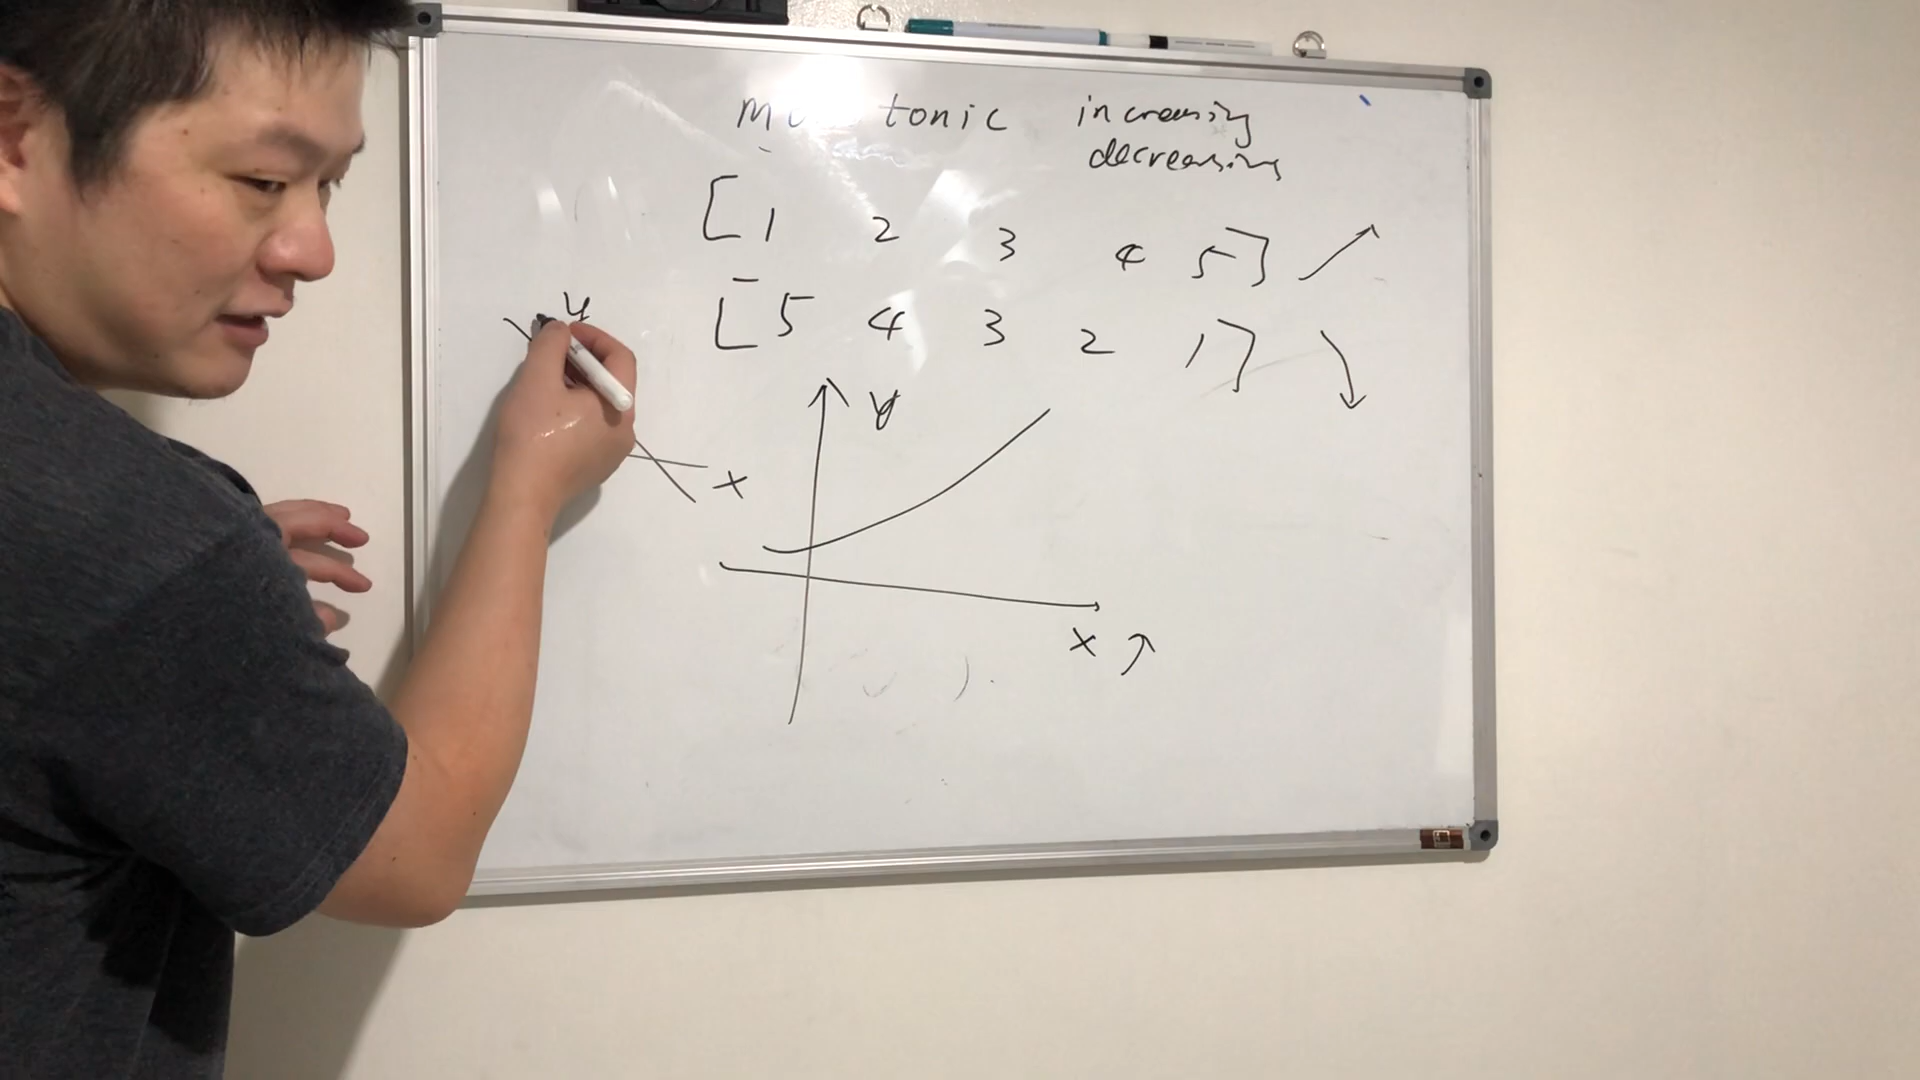 tonic increasing
decreasing
[1 2 3 4 5]
[5 4 3 2 1]
y
y
x
x